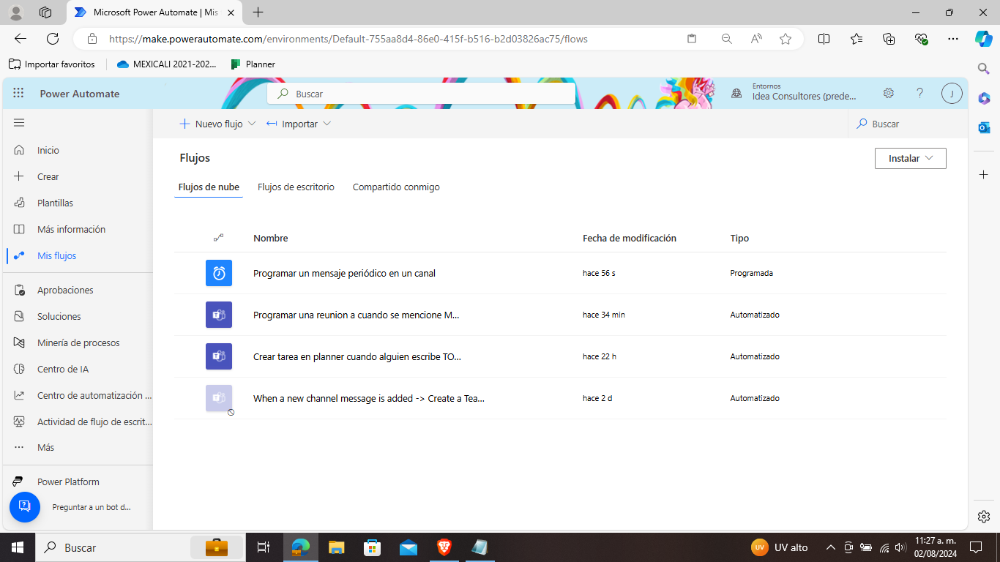 Microsoft Power Automate | Mis
https://make.powerautomate.com/environments/Default-755aa8d4-86e0-415f-b516-b2d03826ac75/flows
Importar favoritos
MEXICALI 2021-202...
Planner
Power Automate
Buscar
Entornos
Idea Consultores (prede...
J
Nuevo flujo
Importar
Buscar
Inicio
Crear
Plantillas
Más información
Mis flujos
Aprobaciones
Soluciones
Minería de procesos
Centro de IA
Centro de automatización ...
Actividad de flujo de escrit...
Más
Power Platform
Preguntar a un bot d...
Flujos
Instalar
Flujos de nube
Flujos de escritorio
Compartido conmigo
Nombre
Fecha de modificación
Tipo
Programar un mensaje periódico en un canal
hace 56 s
Programada
Programar una reunion a cuando se mencione M...
hace 34 min
Automatizado
Crear tarea en planner cuando alguien escribe TO...
hace 22 h
Automatizado
When a new channel message is added -> Create a Tea...
hace 2 d
Automatizado
Buscar
UV
UV alto
11:27 a. m.
02/08/2024